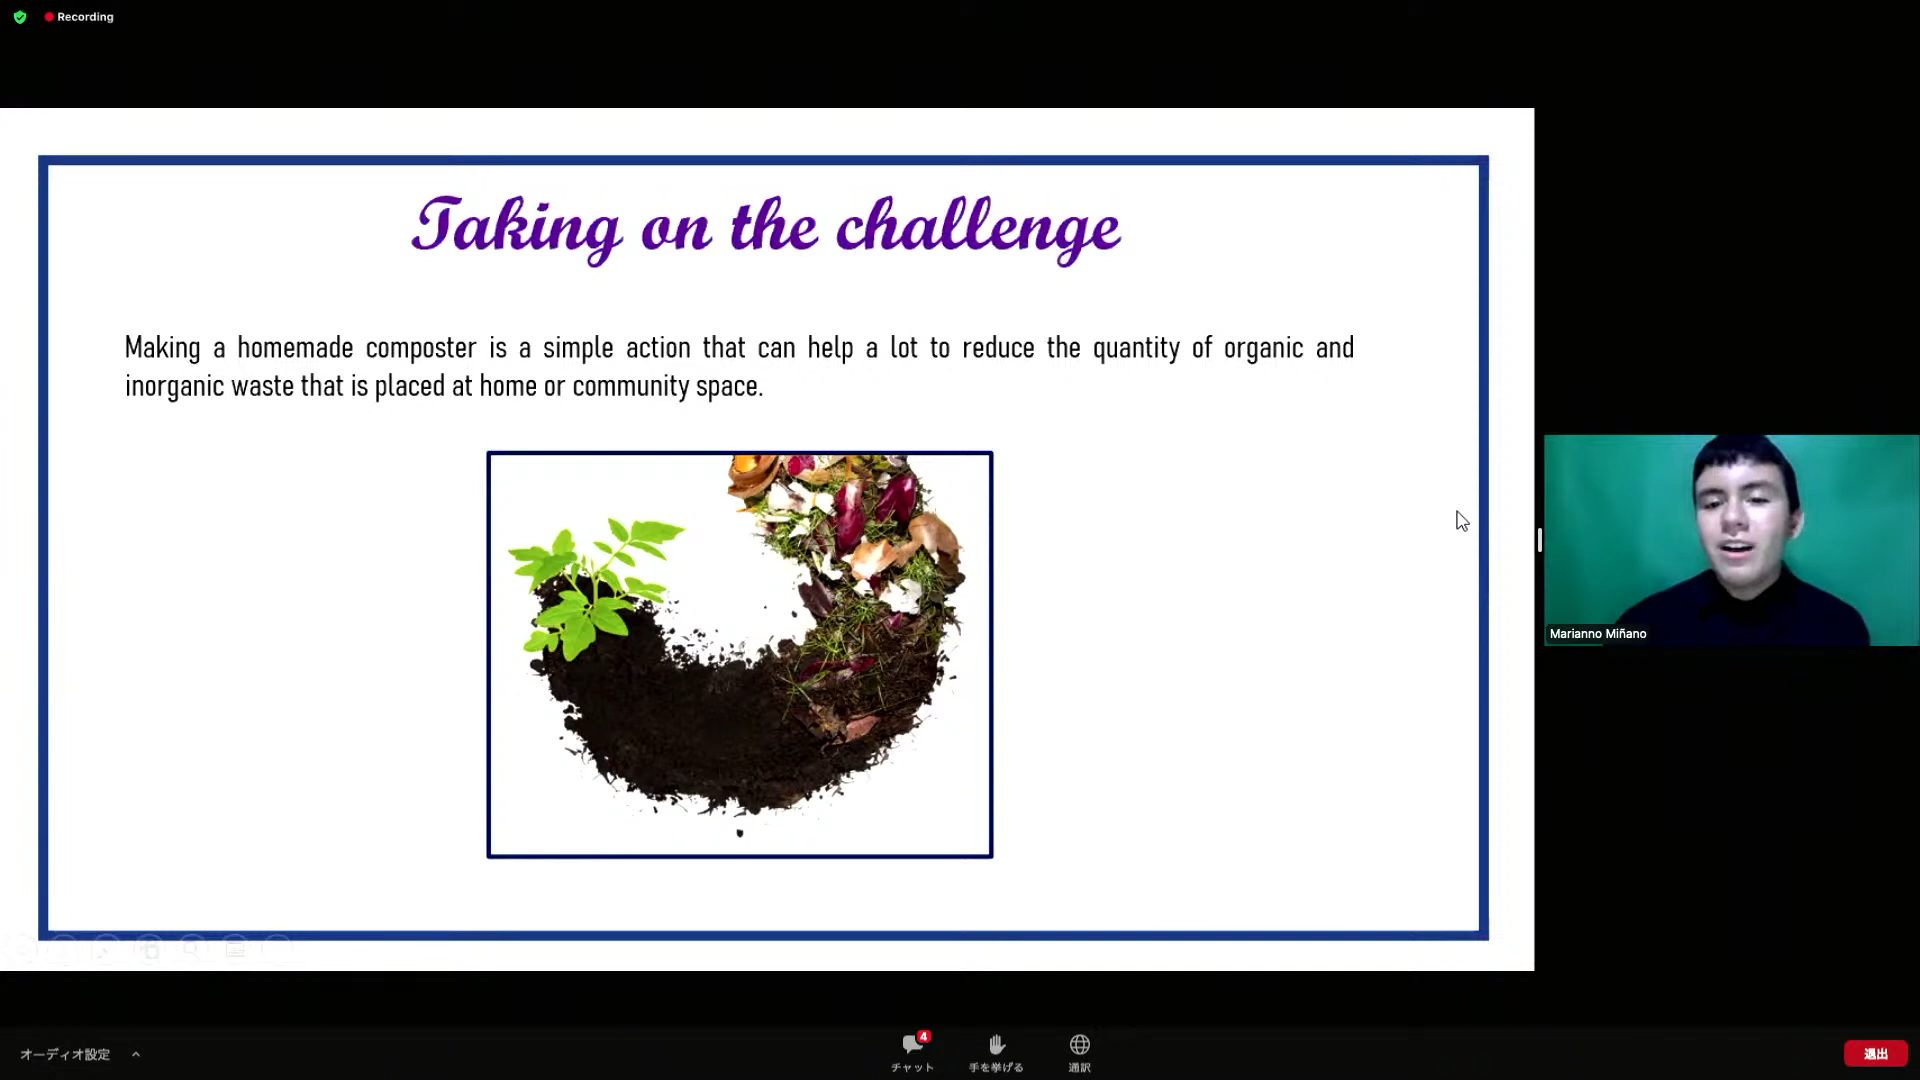 Recording
Taking on the challenge
Making a homemade composter is a simple action that can help a lot to reduce the quantity of organic and
inorganic waste that is placed at home or community space.
Marianno Miñano
オーディオ設定
4
チャット
手を挙げる
通訳
退出